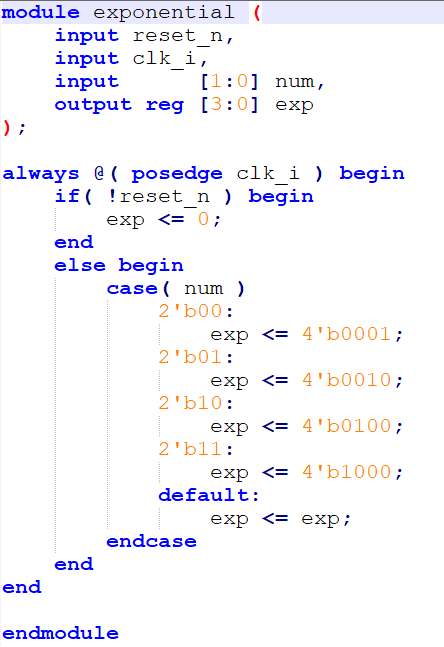 module exponential (
    input reset_n,
    input clk_i,
    input      [1:0] num,
    output reg [3:0] exp
);

always @( posedge clk_i ) begin
    if( !reset_n ) begin
        exp <= 0;
    end
    else begin
        case( num )
            2'b00:
                exp <= 4'b0001;
            2'b01:
                exp <= 4'b0010;
            2'b10:
                exp <= 4'b0100;
            2'b11:
                exp <= 4'b1000;
            default:
                exp <= exp;
        endcase
    end
end

endmodule